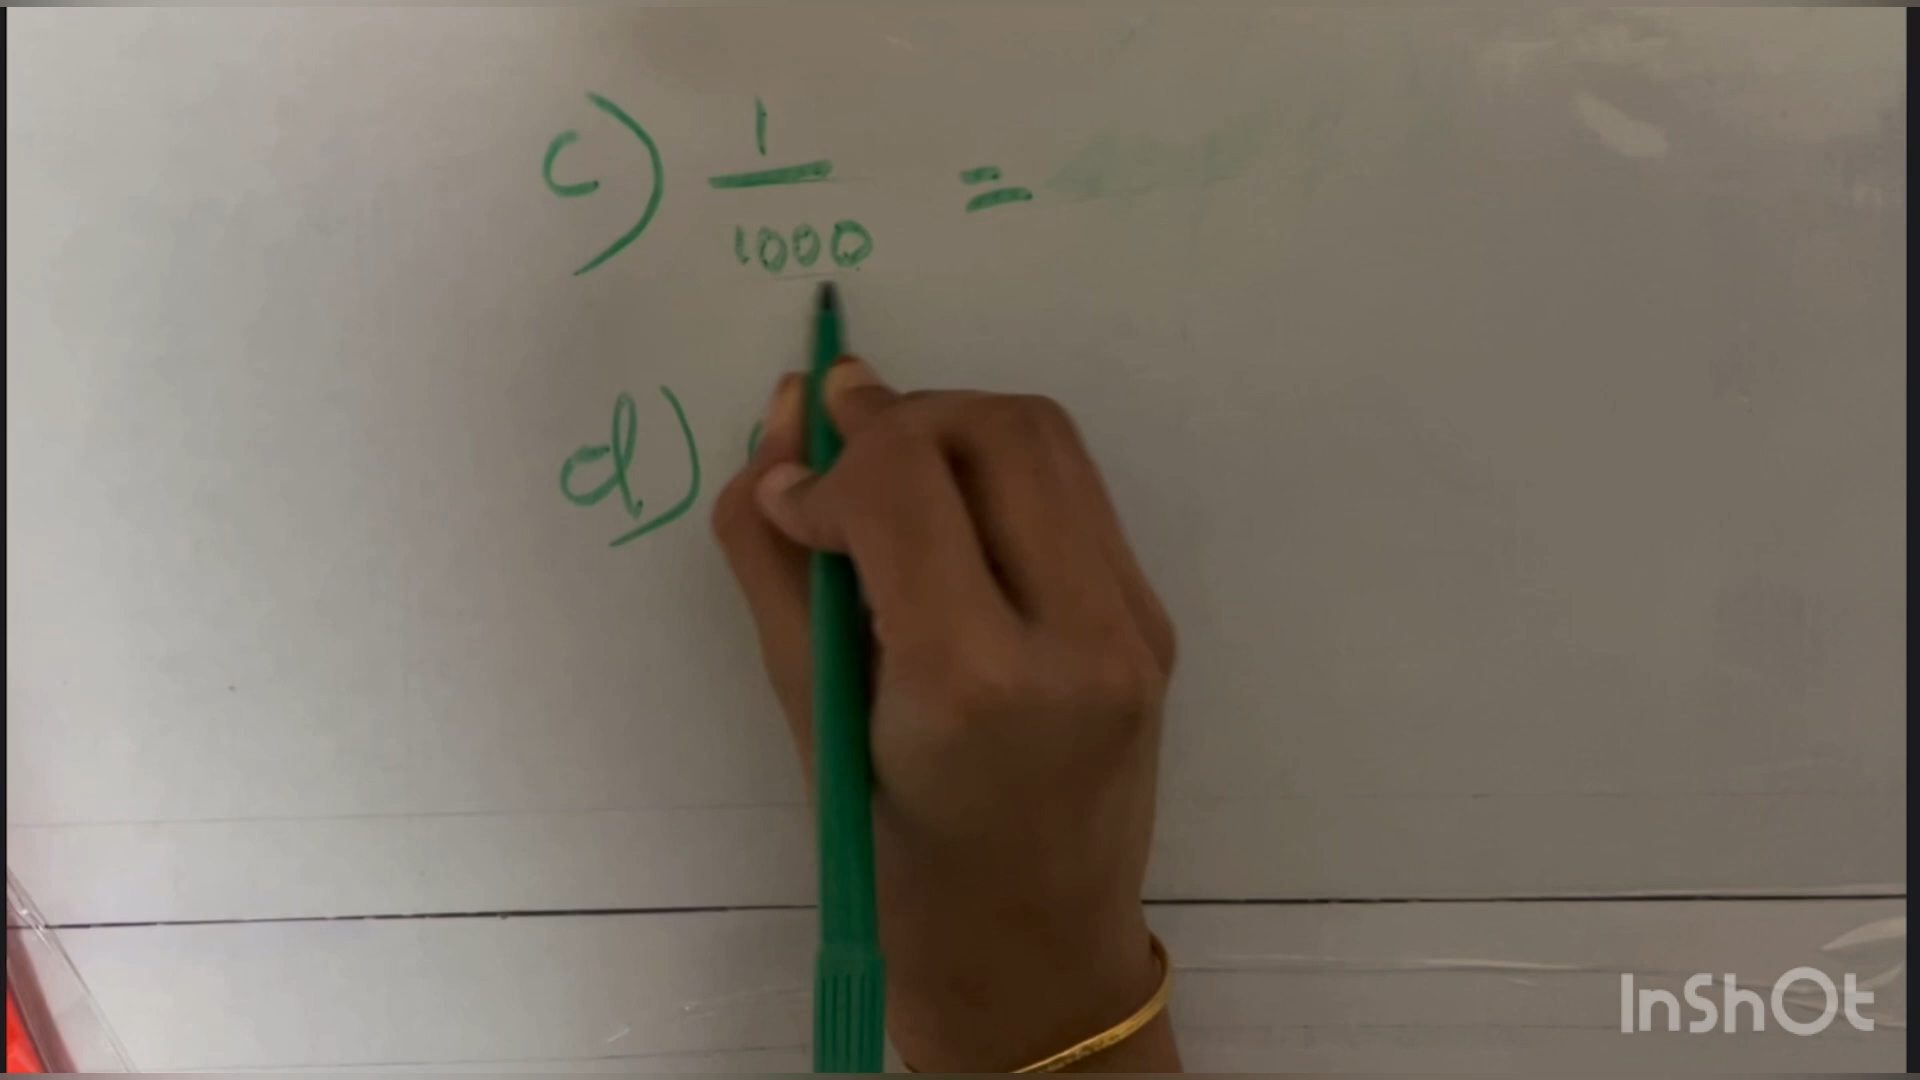 c) 1/1000 =
d)
InShOt